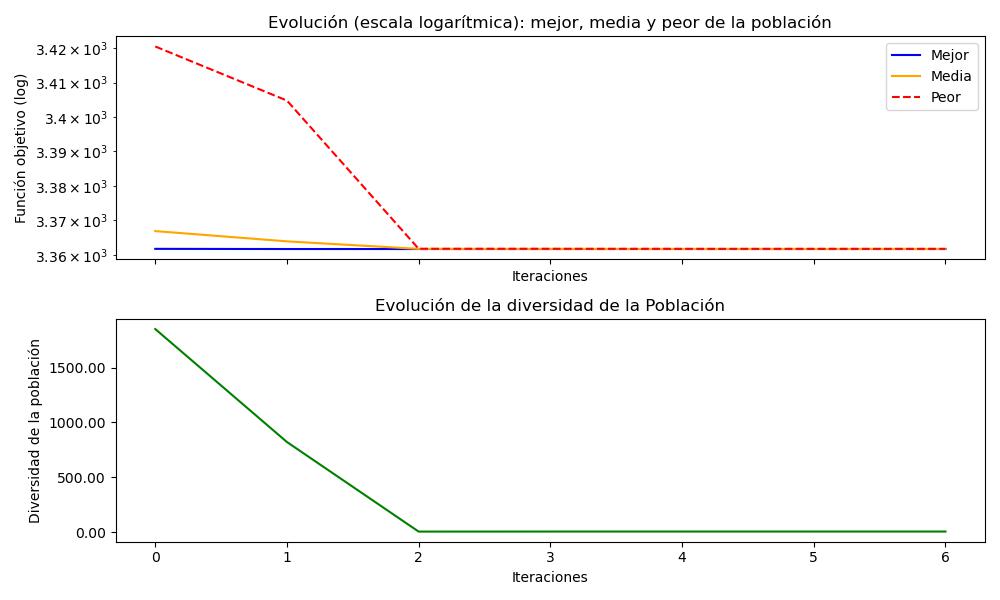 Evolución (escala logarítmica): mejor, media y peor de la población
Función objetivo (log)
3.42 × 10³
3.41 × 10³
3.4 × 10³
3.39 × 10³
3.38 × 10³
3.37 × 10³
3.36 × 10³
Mejor
Media
Peor
Iteraciones
Evolución de la diversidad de la Población
Diversidad de la población
1500.00
1000.00
500.00
0.00
0 1 2 3 4 5 6
Iteraciones